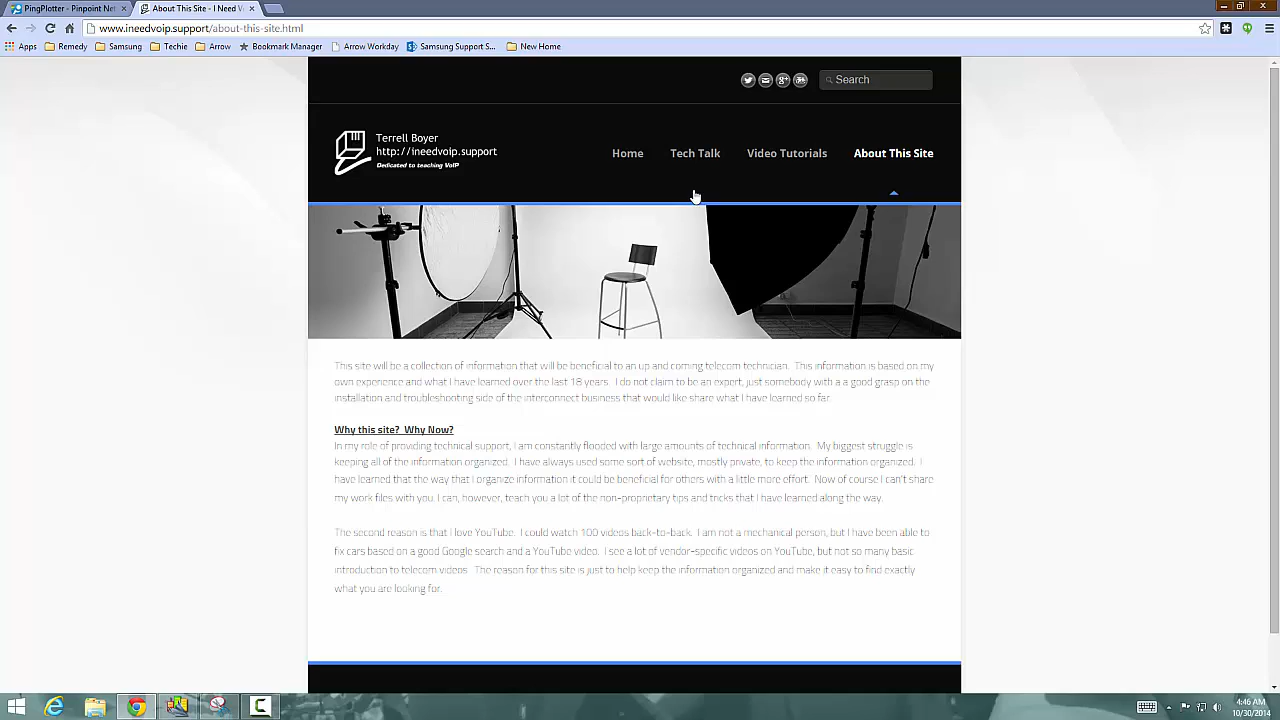 PingPlotter - Pinpoint Net
About This Site - I Need V
www.ineedvoip.support/about-this-site.html
Apps Remedy Samsung Techie Arrow Bookmark Manager Arrow Workday Samsung Support S... New Home
Search
Terrell Boyer
http://ineedvoip.support
Dedicated to teaching VoIP
Home Tech Talk Video Tutorials About This Site
This site will be a collection of information that will be beneficial to an up and coming telecom technician. This information is based on my
own experience and what I have learned over the last 18 years. I do not claim to be an expert, just somebody with a a good grasp on the
installation and troubleshooting side of the interconnect business that would like share what I have learned so far.
Why this site? Why Now?
In my role of providing technical support, I am constantly flooded with large amounts of technical information. My biggest struggle is
keeping all of the information organized. I have always used some sort of website, mostly private, to keep the information organized. I
have learned that the way that I organize information it could be beneficial for others with a little more effort. Now of course I can't share
my work files with you. I can, however, teach you a lot of the non-proprietary tips and tricks that I have learned along the way.
The second reason is that I love YouTube. I could watch 100 videos back-to-back. I am not a mechanical person, but I have been able to
fix cars based on a good Google search and a YouTube video. I see a lot of vendor-specific videos on YouTube, but not so many basic
introduction to telecom videos. The reason for this site is just to help keep the information organized and make it easy to find exactly
what you are looking for.
4:46 AM
10/30/2014